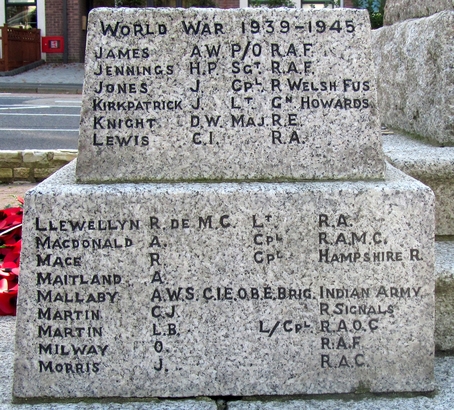 WORLD WAR 1939-1945
JAMES A.W. P/O R.A.F.
JENNINGS H.P. SGT R.A.F.
JONES J. CPL R WELSH FUS
KIRKPATRICK J. LT GN HOWARDS
KNIGHT D.W. MAJ. R.E.
LEWIS C.I. R.A.
LLEWELLYN R. DE M.C. LT R.A.
MACDONALD A. CPL R.A.M.C.
MACE R. CPL HAMPSHIRE R.
MAITLAND A.
MALLABY A.W.S. C.I.E. O.B.E. BRIG. INDIAN ARMY
MARTIN C.J. R SIGNALS
MARTIN L.B. L/CPL R.A.O.C
MILWAY O. R.A.F.
MORRIS J. R.A.C.